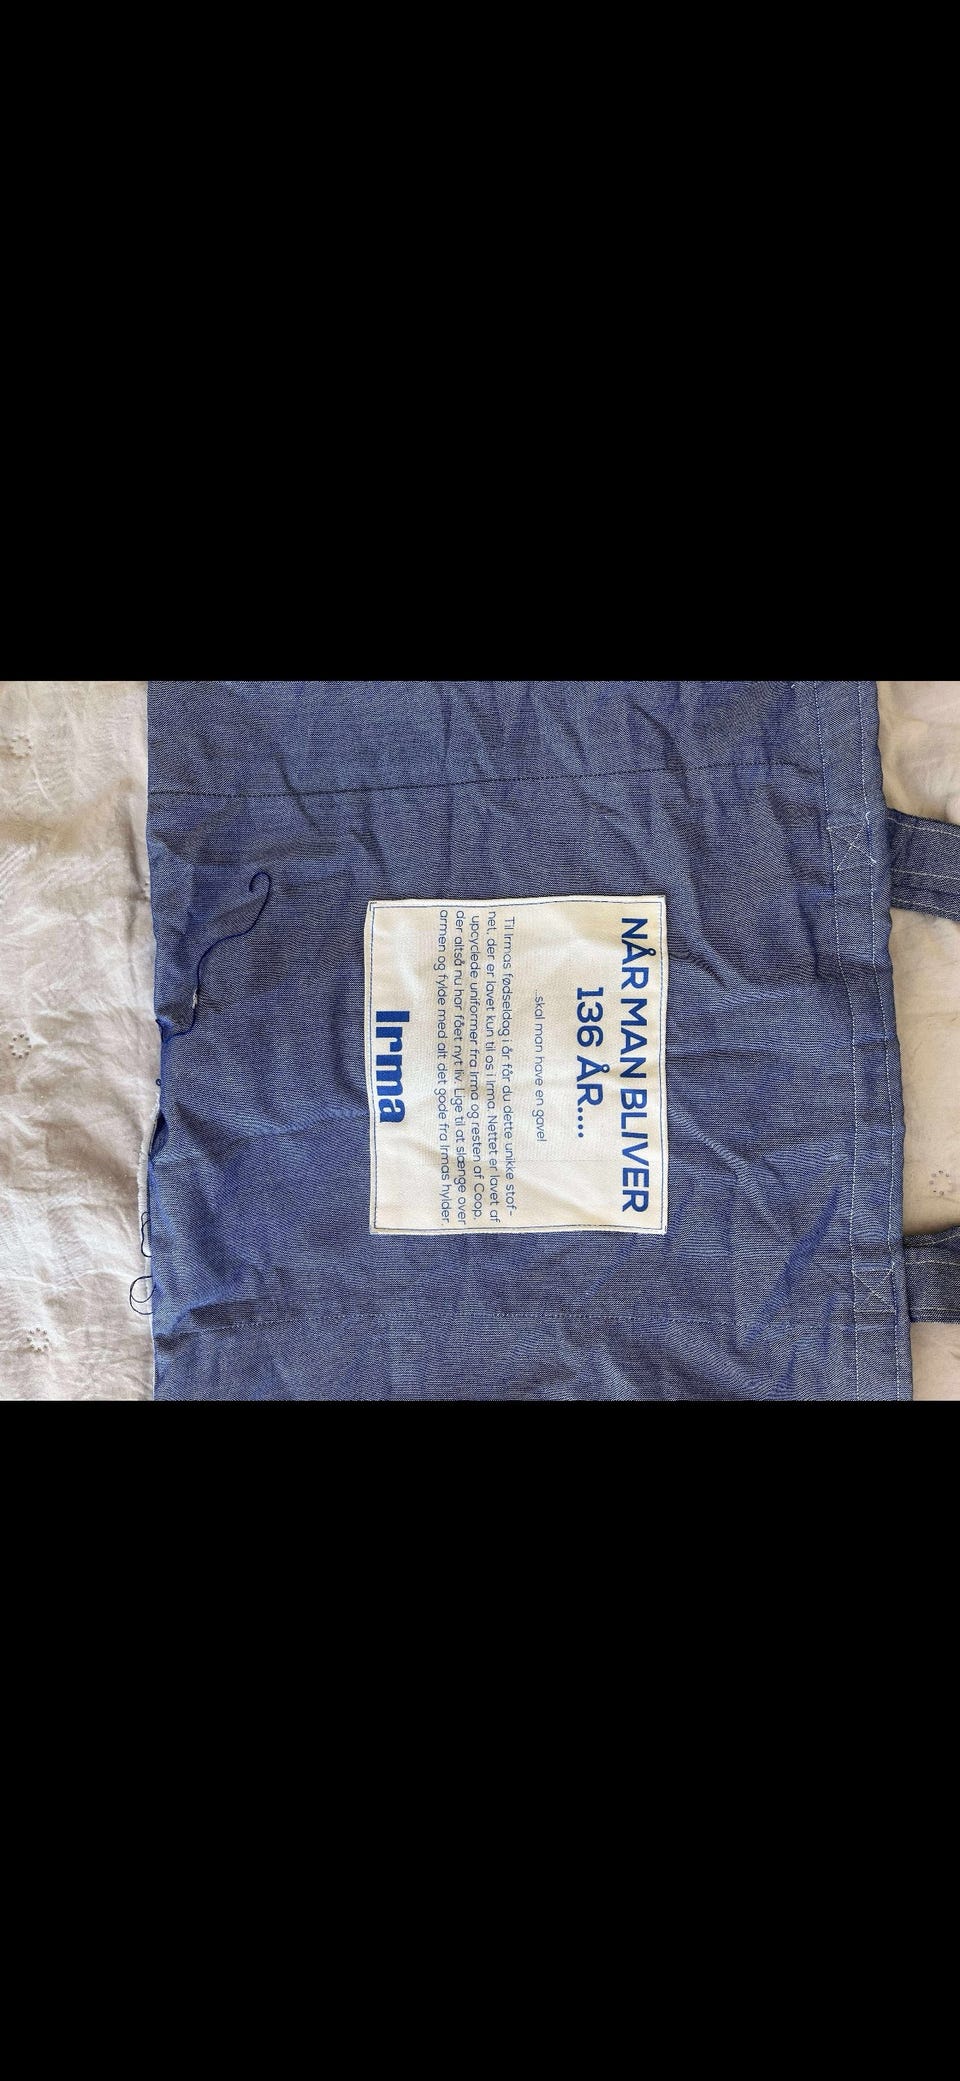 NÅR MAN BLIVER
136 ÅR....
...skal man have en gave!
Til Irmas fødseldag i år får du dette unikke stof-
net, der er lavet kun til os i Irma. Nettet er lavet af
upcyclede uniformer fra Irma og resten af Coop,
der altså nu har fået nyt liv. Lige til at slænge over
armen og fylde med alt det gode fra Irmas hylder.
Irma